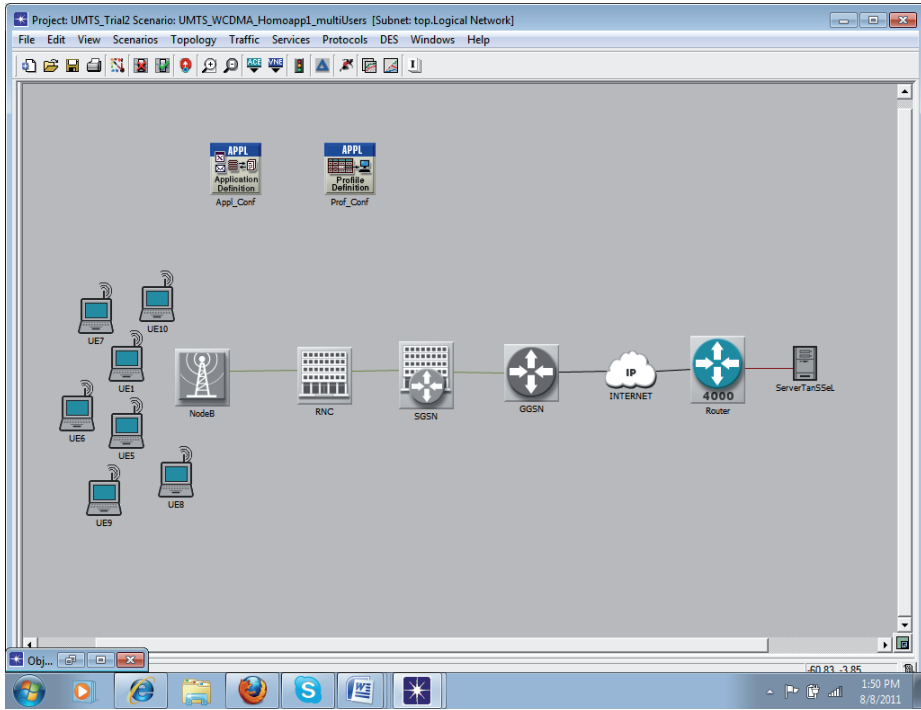 Project: UMTS_Trial2 Scenario: UMTS_WCDMA_Homoapp1_multiUsers [Subnet: top.Logical Network]
File Edit View Scenarios Topology Traffic Services Protocols DES Windows Help
ACE VNE
APPL
Application
Definition
Appl_Conf
APPL
Profile
Definition
Prof_Conf
UE7
UE10
UE1
UE6
UE5
UE9
UE8
NodeB
RNC
SGSN
GGSN
IP
INTERNET
4000
Router
ServerTanSSeL
Obj...
-60.83, -3.85
1:50 PM
8/8/2011